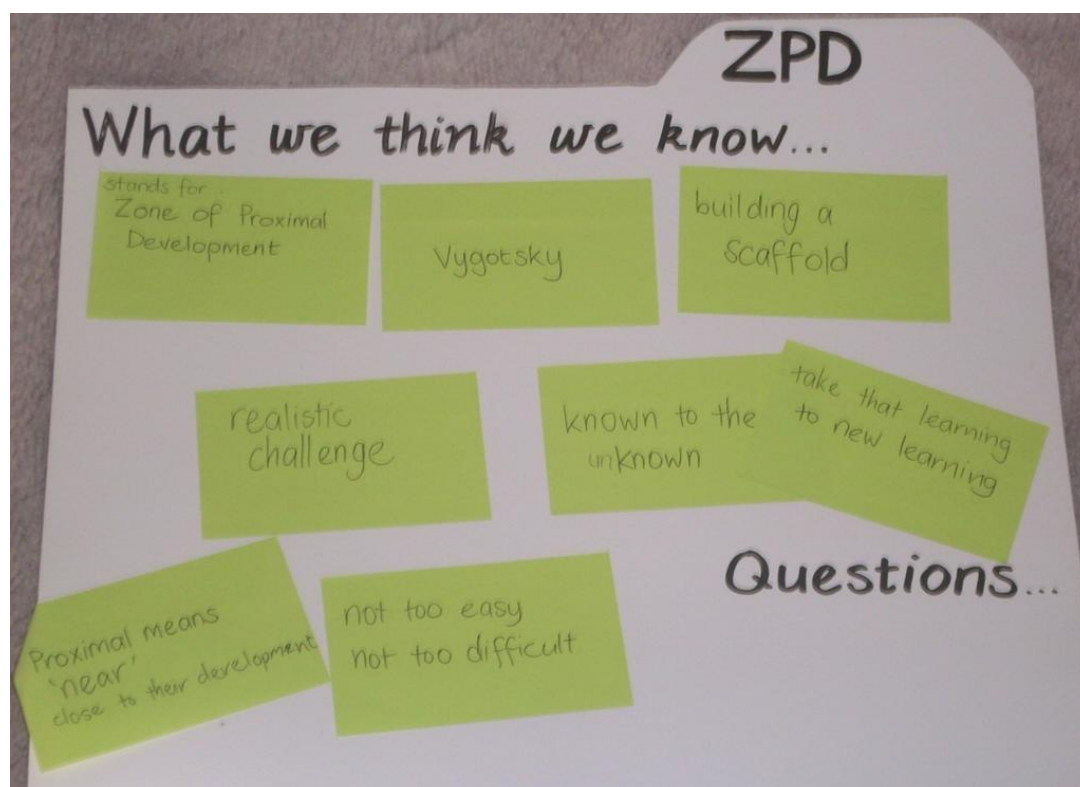 ZPD
What we think we know...
stands for
Zone of Proximal
Development
Vygotsky
building a
scaffold
realistic
challenge
known to the
unknown
take that learning
to new learning
Proximal means
'near'
close to their development
not too easy
not too difficult
Questions...